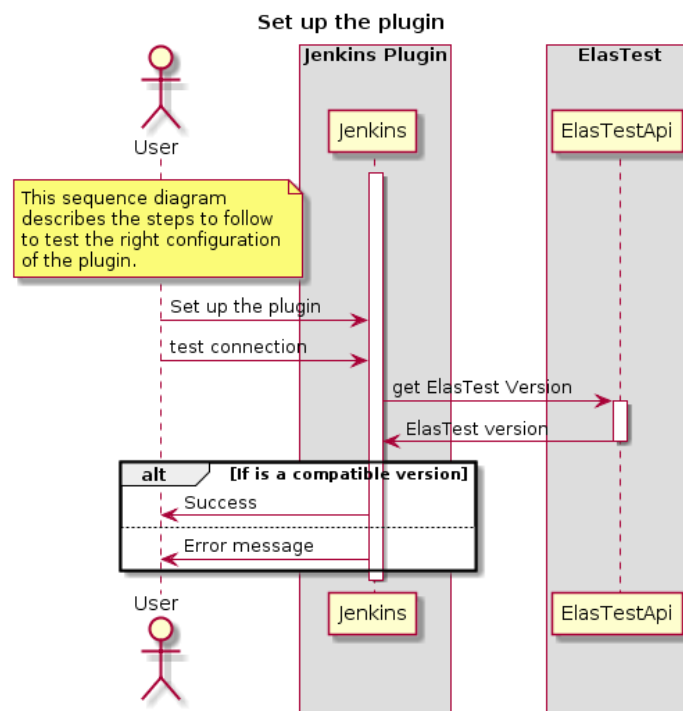 Set up the plugin
Jenkins Plugin
ElasTest
User
Jenkins
ElasTestApi
This sequence diagram
describes the steps to follow
to test the right configuration
of the plugin.
Set up the plugin
test connection
get ElasTest Version
ElasTest version
alt
[If is a compatible version]
Success
Error message
User
Jenkins
ElasTestApi